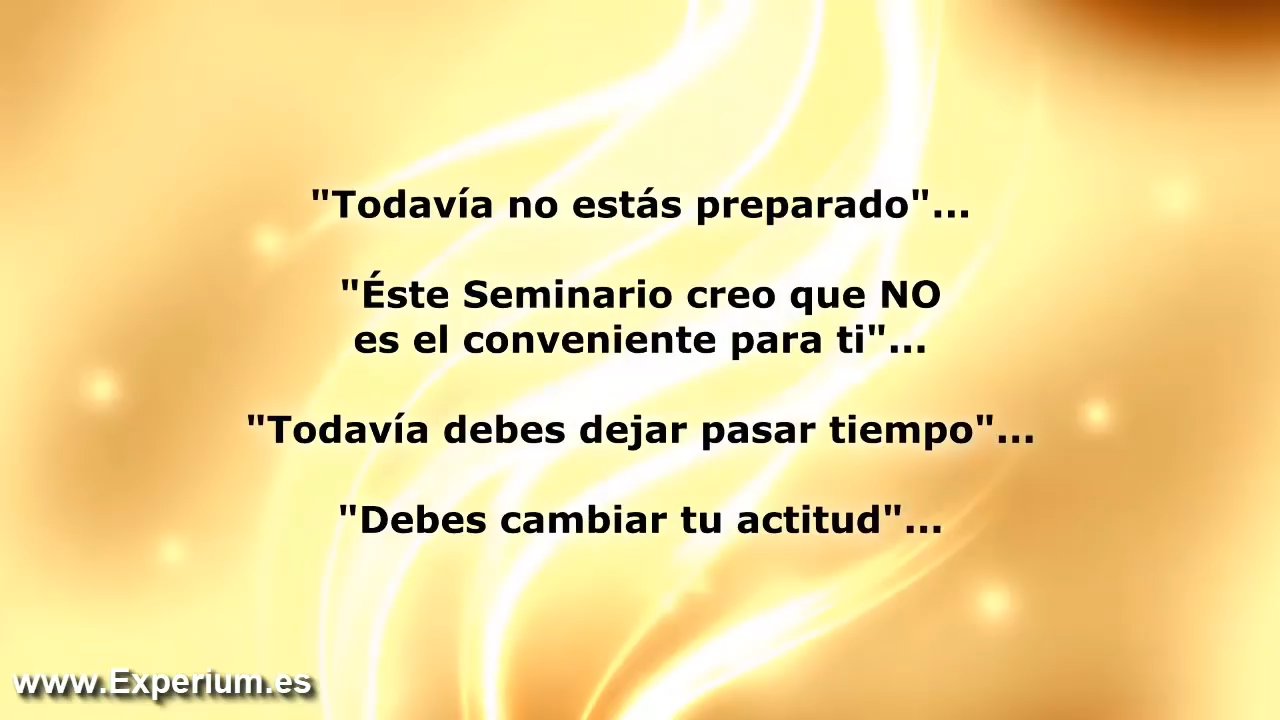 "Todavía no estás preparado"...
"Éste Seminario creo que NO
es el conveniente para ti"...
"Todavía debes dejar pasar tiempo"...
"Debes cambiar tu actitud"...
www.Experium.es